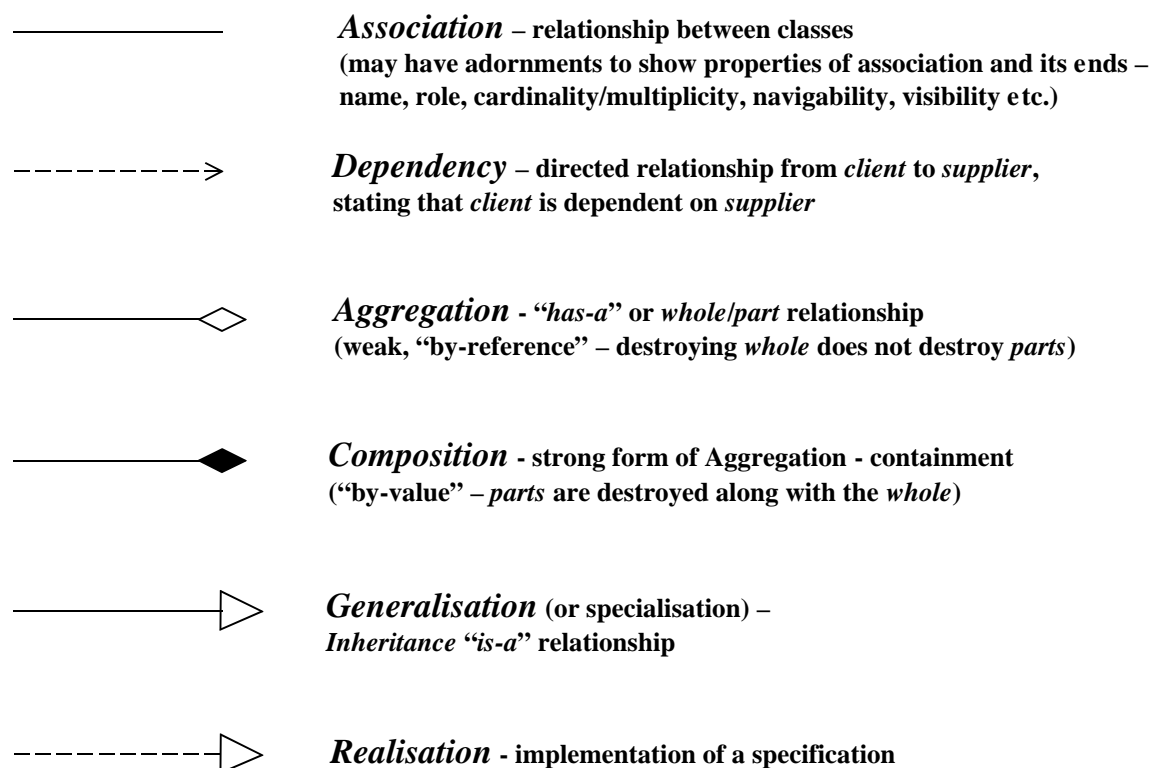 Association – relationship between classes
(may have adornments to show properties of association and its ends –
name, role, cardinality/multiplicity, navigability, visibility etc.)
Dependency – directed relationship from client to supplier,
stating that client is dependent on supplier
Aggregation - “has-a” or whole/part relationship
(weak, “by-reference” – destroying whole does not destroy parts)
Composition - strong form of Aggregation - containment
(“by-value” – parts are destroyed along with the whole)
Generalisation (or specialisation) –
Inheritance “is-a” relationship
Realisation - implementation of a specification